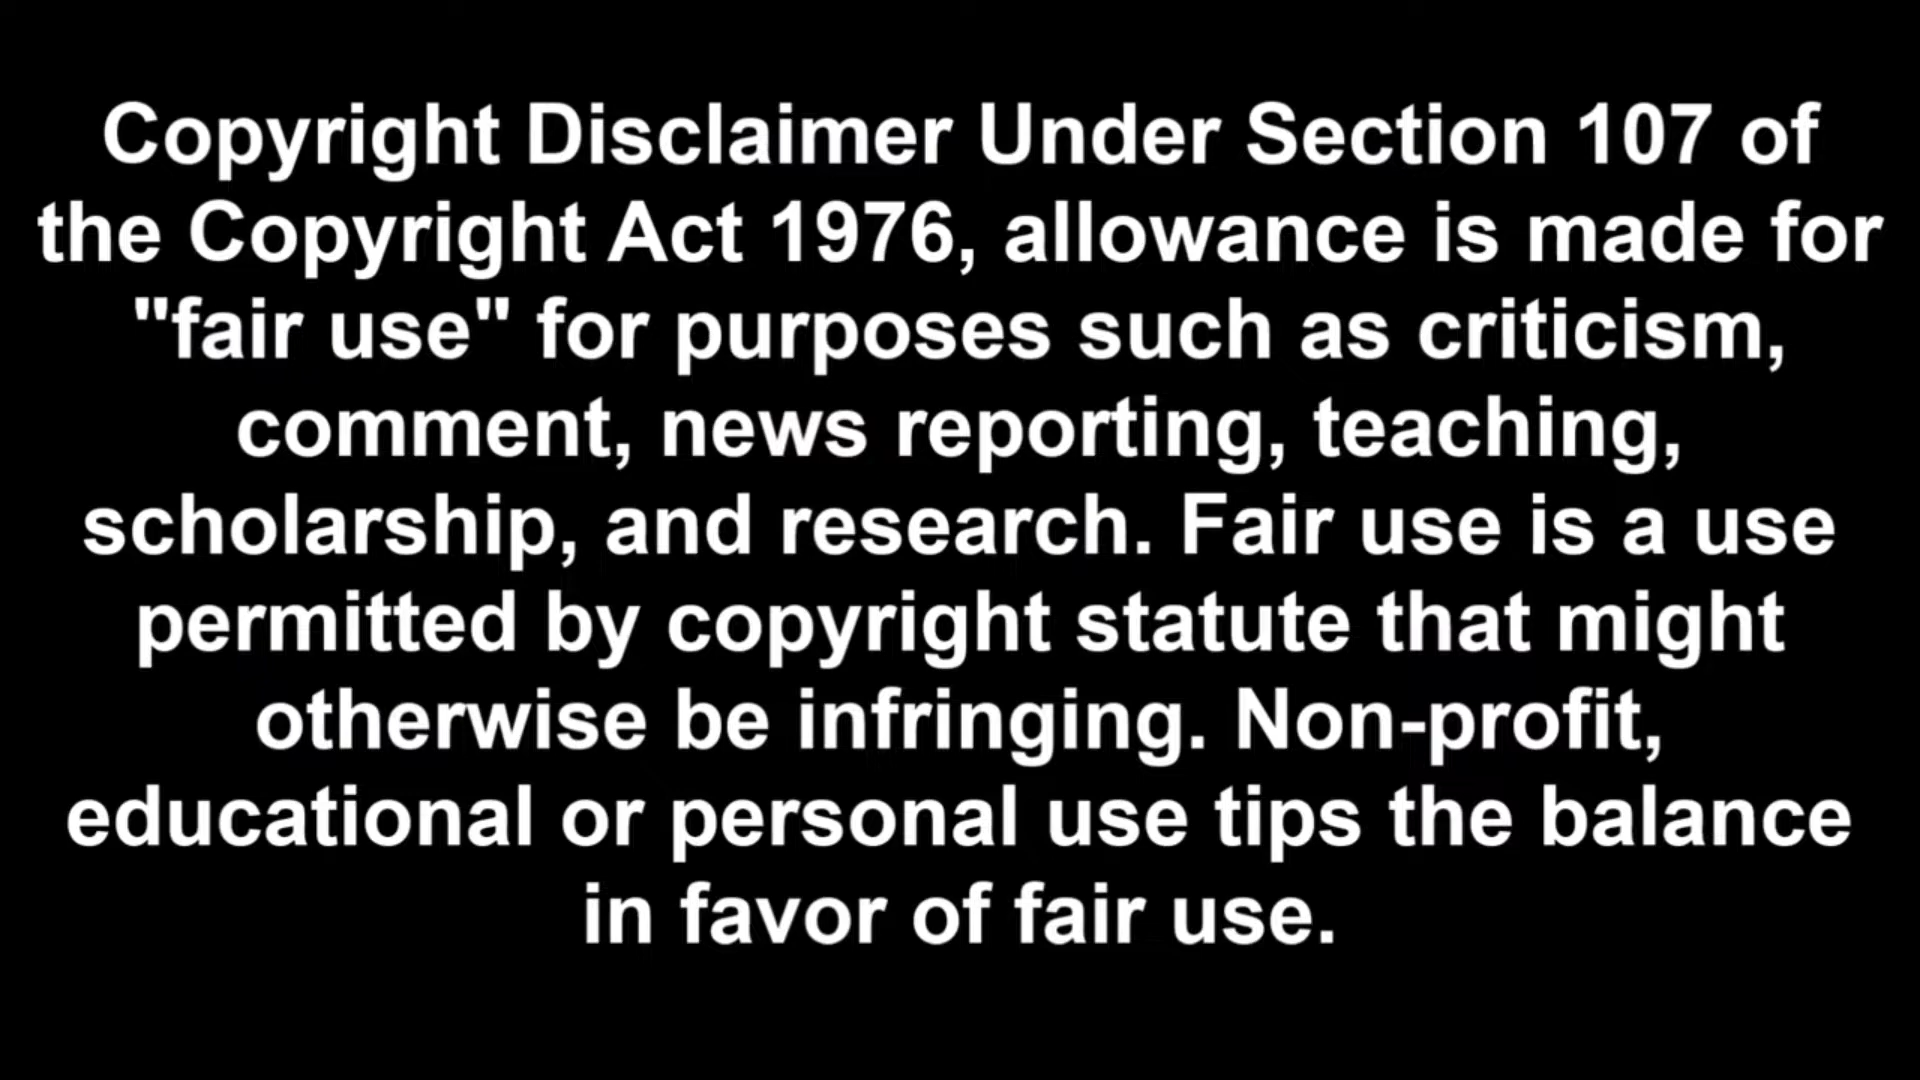 Copyright Disclaimer Under Section 107 of
the Copyright Act 1976, allowance is made for
"fair use" for purposes such as criticism,
comment, news reporting, teaching,
scholarship, and research. Fair use is a use
permitted by copyright statute that might
otherwise be infringing. Non-profit,
educational or personal use tips the balance
in favor of fair use.